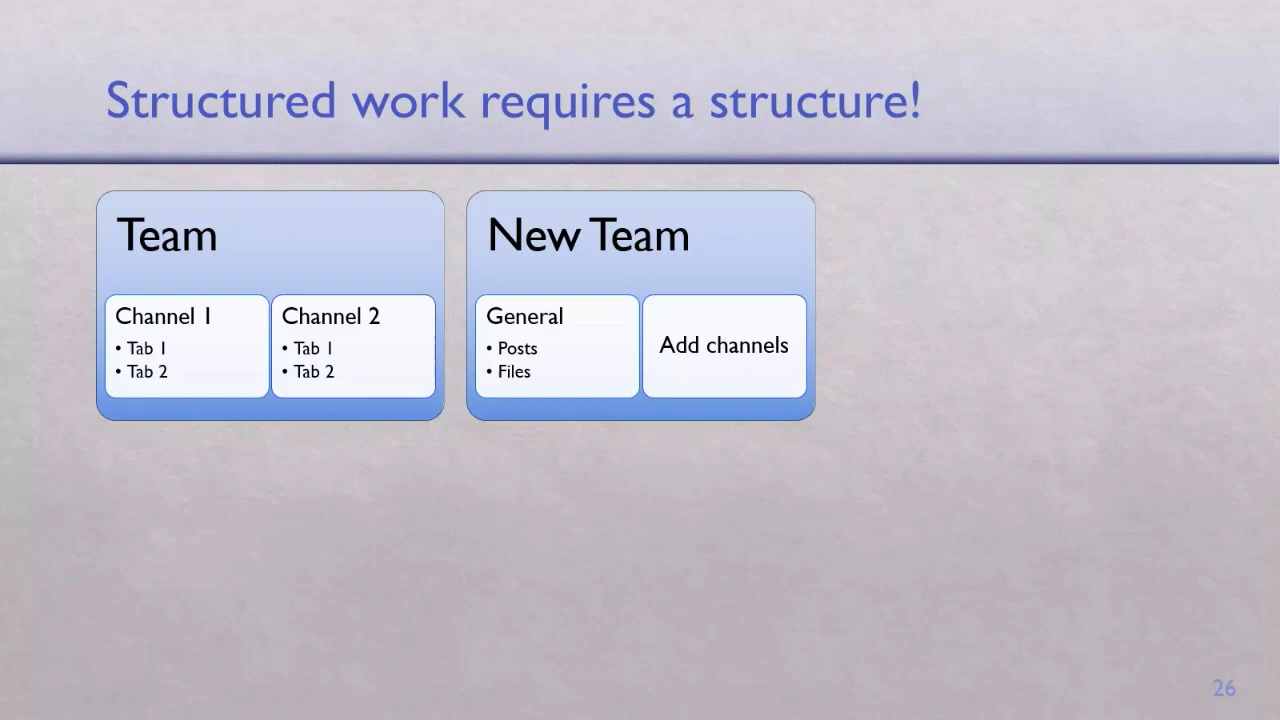 Structured work requires a structure!
Team
Channel 1
• Tab 1
• Tab 2
Channel 2
• Tab 1
• Tab 2
New Team
General
• Posts
• Files
Add channels
26